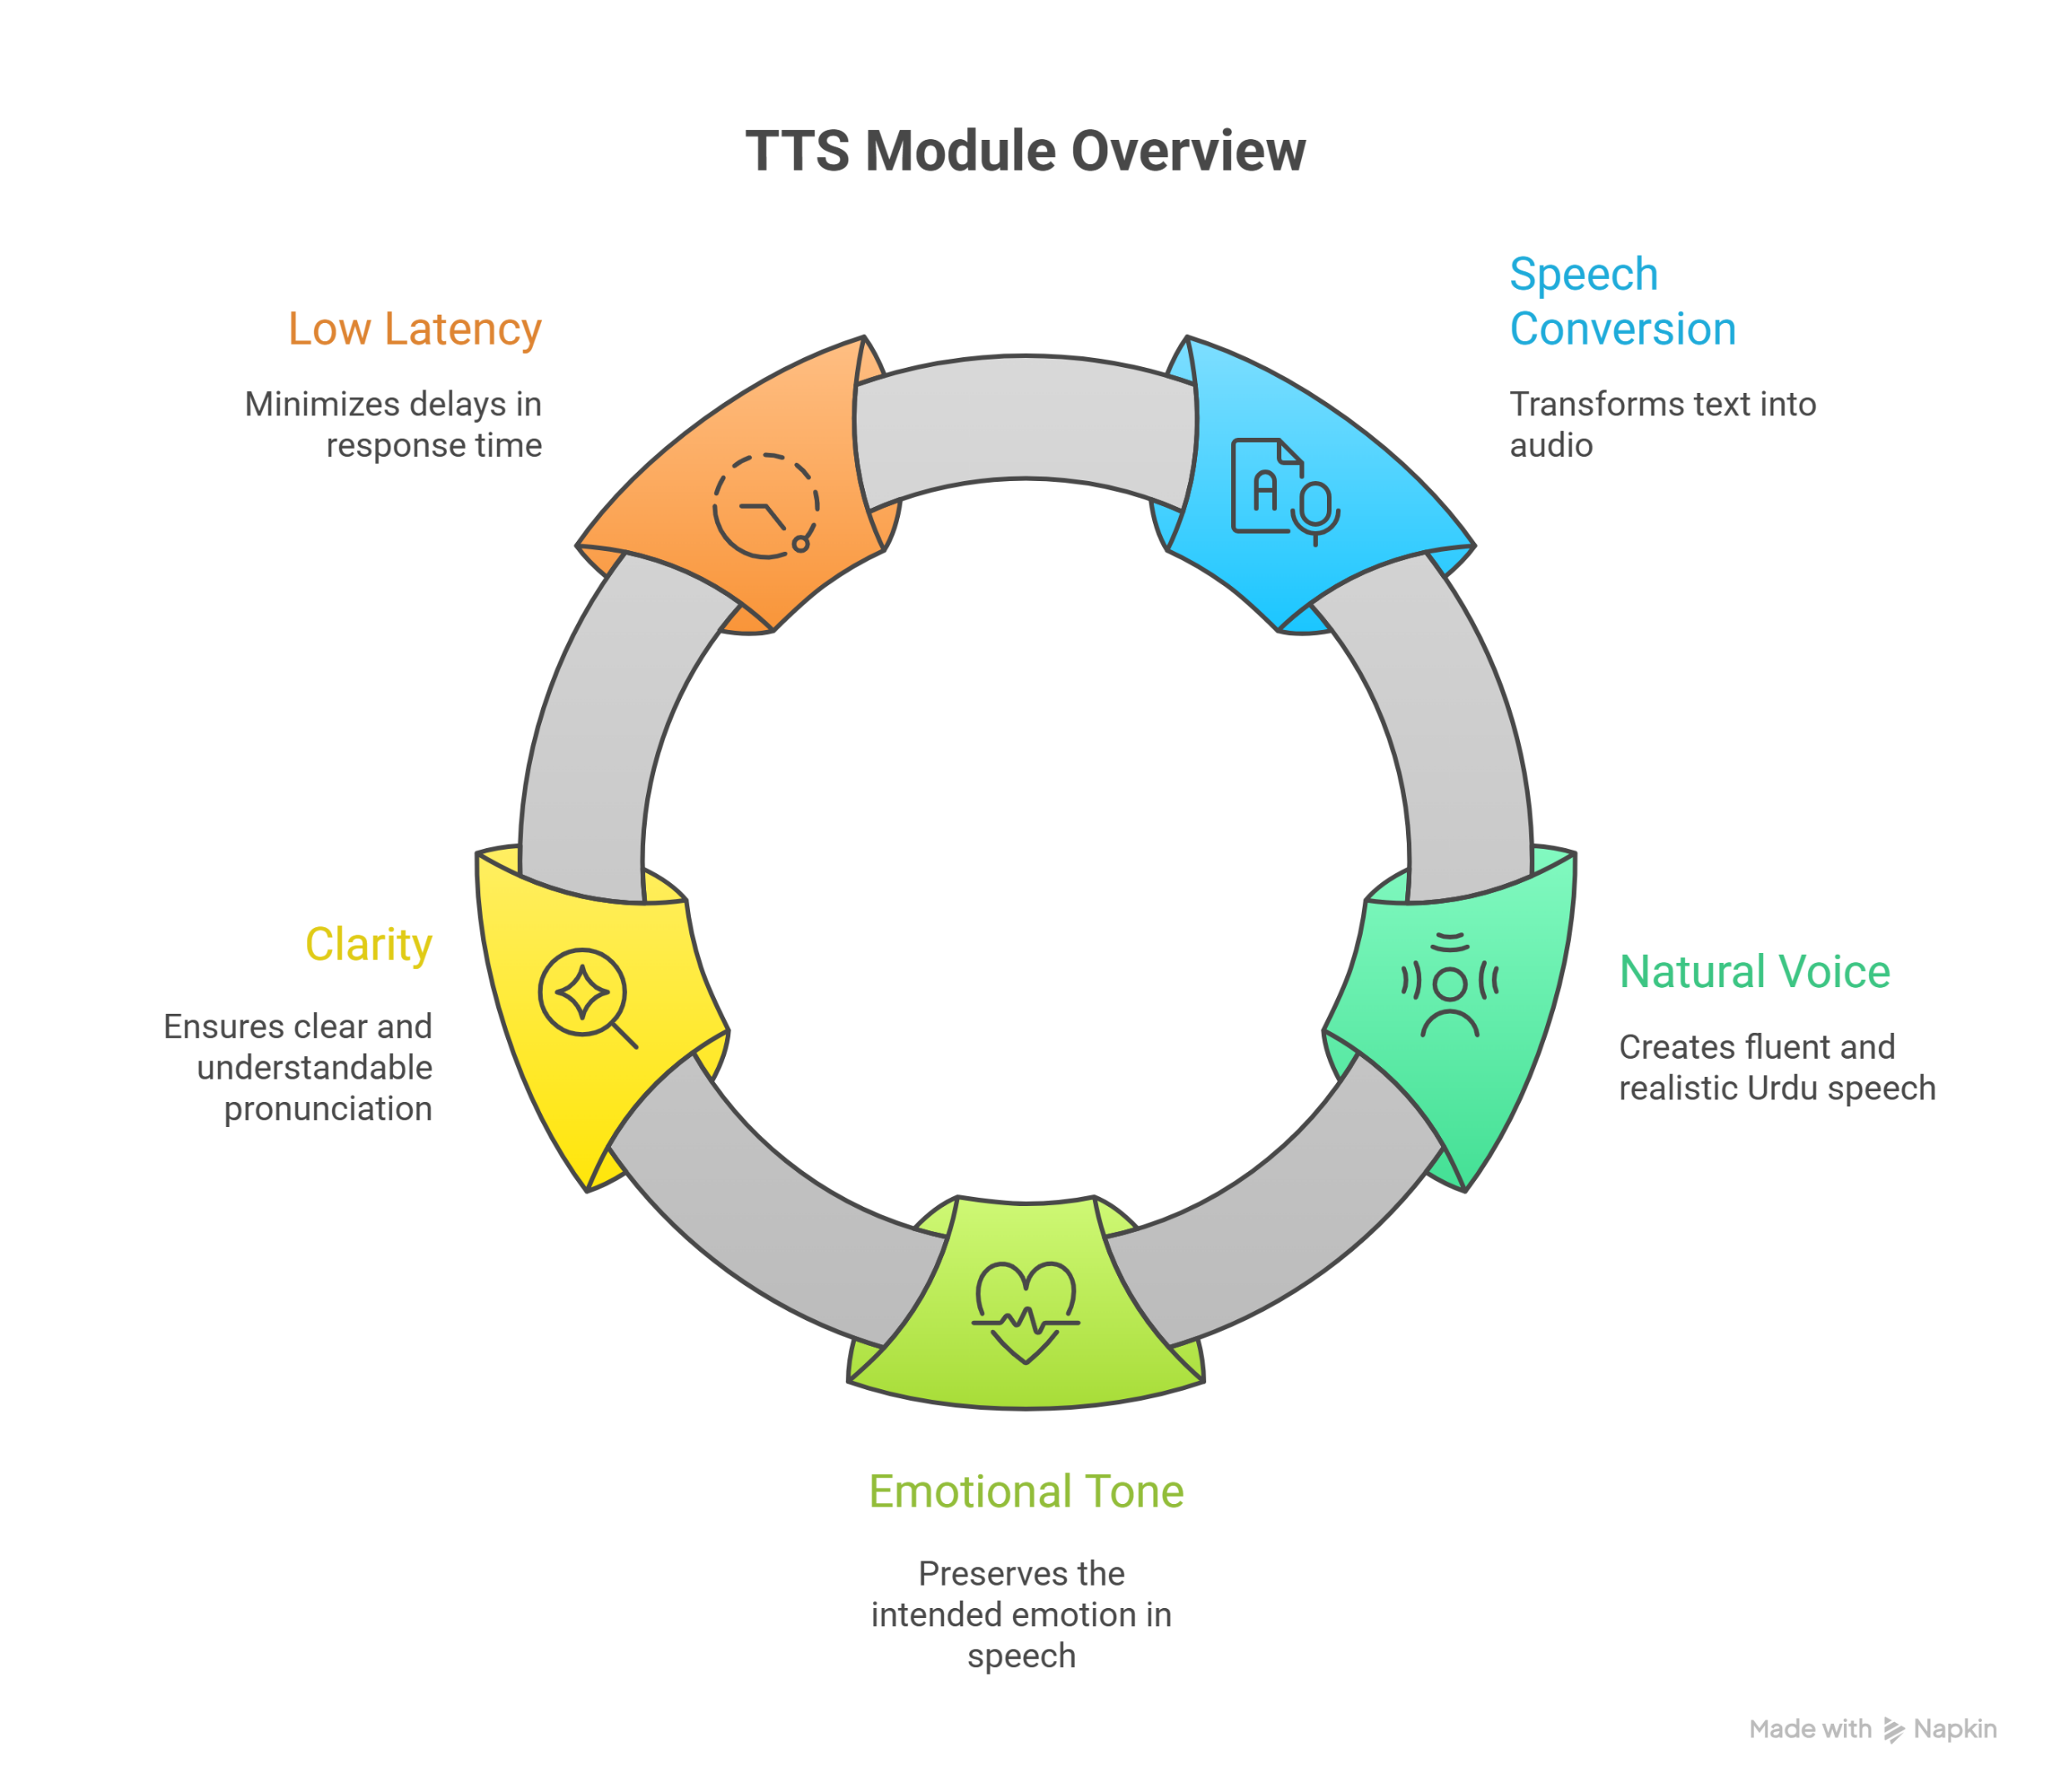 TTS Module Overview
Speech
Conversion
Transforms text into
audio
Natural Voice
Creates fluent and
realistic Urdu speech
Emotional Tone
Preserves the
intended emotion in
speech
Clarity
Ensures clear and
understandable
pronunciation
Low Latency
Minimizes delays in
response time
A
Made with Napkin